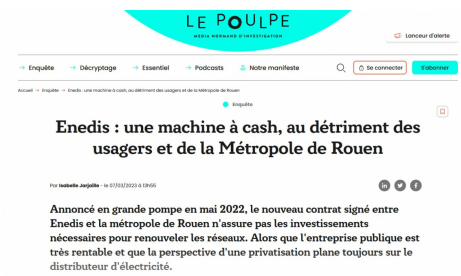 LE POULPE
MEDIA NORMAND D'INVESTIGATION
Lanceur d'alerte
→ Enquête → Décryptage → Essentiel → Podcasts Notre manifeste Se connecter S'abonner
Accueil → Enquête → Enedis : une machine à cash, au détriment des usagers et de la Métropole de Rouen
Enquête
Enedis : une machine à cash, au détriment des
usagers et de la Métropole de Rouen
Par Isabelle Jarjaille - le 07/03/2023 à 13h55
Annoncé en grande pompe en mai 2022, le nouveau contrat signé entre
Enedis et la métropole de Rouen n'assure pas les investissements
nécessaires pour renouveler les réseaux. Alors que l'entreprise publique est
très rentable et que la perspective d'une privatisation plane toujours sur le
distributeur d'électricité.